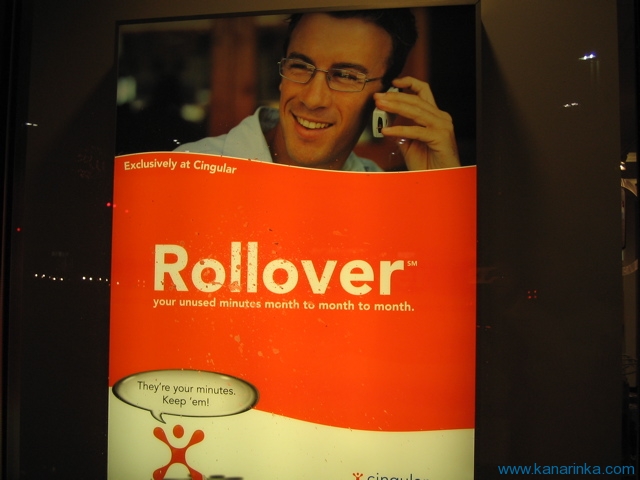 Exclusively at Cingular
Rollover℠
your unused minutes month to month to month.
They're your minutes.
Keep 'em!
cingular
www.kanarinka.com